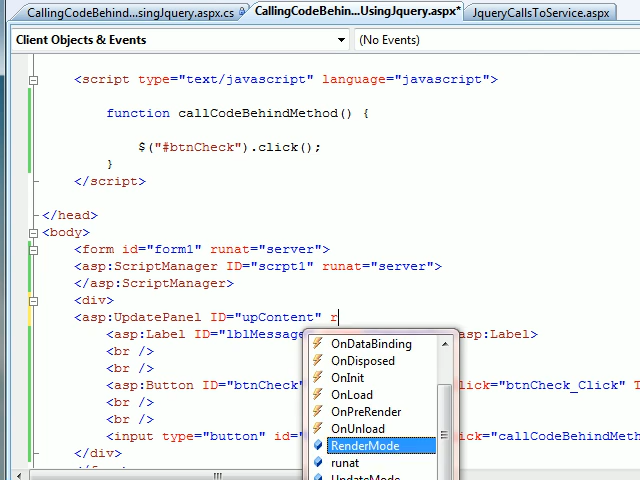 CallingCodeBehind...singJquery.aspx.cs CallingCodeBehin...UsingJquery.aspx* JqueryCallsToService.aspx
Client Objects & Events (No Events)
<script type="text/javascript" language="javascript">
function callCodeBehindMethod() {
$("#btnCheck").click();
}
</script>
</head>
<body>
<form id="form1" runat="server">
<asp:ScriptManager ID="scrpt1" runat="server">
</asp:ScriptManager>
<div>
<asp:UpdatePanel ID="upContent" r
<asp:Label ID="lblMessage asp:Label>
<br />
<br />
<asp:Button ID="btnCheck" lick="btnCheck_Click" T
<br />
<br />
<input type="button" id= ick="callCodeBehindMeth
</div>
OnDataBinding
OnDisposed
OnInit
OnLoad
OnPreRender
OnUnload
RenderMode
runat
UpdateMode